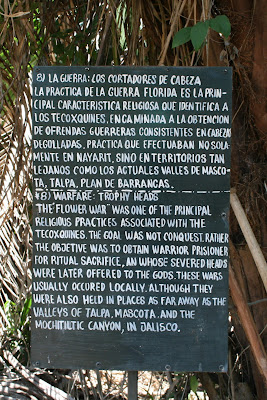 8) LA GUERRA: LOS CORTADORES DE CABEZA
LA PRACTICA DE LA GUERRA FLORIDA ES LA PRIN-
CIPAL CARACTERISTICA RELIGIOSA QUE IDENTIFICA A
LOS TECOXQUINES, ENCAMINADA A LA OBTENCION
DE OFRENDAS GUERRERAS CONSISTENTES EN CABEZAS
DEGOLLADAS, PRACTICA QUE EFECTUABAN NO SOLA-
MENTE EN NAYARIT, SINO EN TERRITORIOS TAN
LEJANOS COMO LOS ACTUALES VALLES DE MASCO-
TA, TALPA, PLAN DE BARRANCAS.
#8) WARFARE: TROPHY HEADS
THE "FLOWER WAR" WAS ONE OF THE PRINCIPAL
RELIGIOUS PRACTICES ASSOCIATED WITH THE
TECOXQUINES. THE GOAL WAS NOT CONQUEST. RATHER
THE OBJETIVE WAS TO OBTAIN WARRIOR PRISIONER
FOR RITUAL SACRIFICE, AN WHOSE SEVERED HEADS
WERE LATER OFFERED TO THE GODS. THESE WARS
USUALLY OCCURED LOCALLY, ALTHOUGH THEY
WERE ALSO HELD IN PLACES AS FAR AWAY AS THE
VALLEYS OF TALPA, MASCOTA, AND THE
MOCHITILTIC CANYON, IN JALISCO.